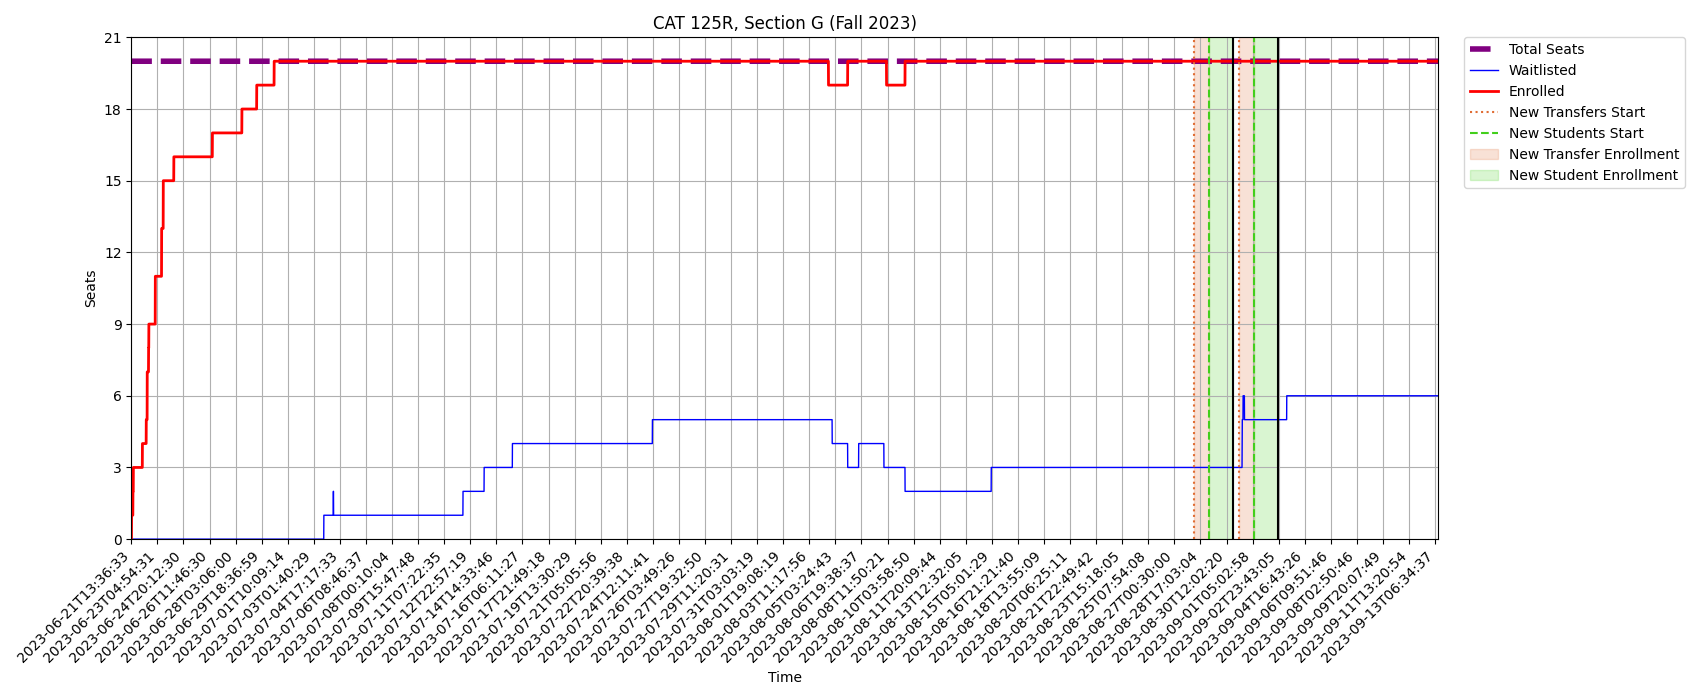 CAT 125R, Section G (Fall 2023)
21
18
15
12
9
6
3
0
Seats
Total Seats
Waitlisted
Enrolled
New Transfers Start
New Students Start
New Transfer Enrollment
New Student Enrollment
2023-06-21T13:36:33
2023-06-23T04:54:31
2023-06-24T20:12:30
2023-06-26T11:46:30
2023-06-28T03:06:00
2023-06-29T18:36:59
2023-07-01T10:09:14
2023-07-03T01:40:29
2023-07-04T17:17:33
2023-07-06T08:46:37
2023-07-08T00:10:04
2023-07-09T15:47:48
2023-07-11T07:22:35
2023-07-12T22:57:19
2023-07-14T14:33:46
2023-07-16T06:11:27
2023-07-17T21:49:18
2023-07-19T13:30:29
2023-07-21T05:05:56
2023-07-22T20:39:38
2023-07-24T12:11:41
2023-07-26T03:49:26
2023-07-27T19:32:50
2023-07-29T11:20:31
2023-07-31T03:03:19
2023-08-01T19:08:19
2023-08-03T11:17:56
2023-08-05T03:24:43
2023-08-06T19:38:37
2023-08-08T11:50:21
2023-08-10T03:58:50
2023-08-11T20:09:44
2023-08-13T12:32:05
2023-08-15T05:01:29
2023-08-16T21:21:40
2023-08-18T13:55:09
2023-08-20T06:25:11
2023-08-21T22:49:42
2023-08-23T15:18:05
2023-08-25T07:54:08
2023-08-27T00:30:00
2023-08-28T17:03:04
2023-08-30T12:02:20
2023-09-01T05:02:58
2023-09-02T23:43:05
2023-09-04T16:43:26
2023-09-06T09:51:46
2023-09-08T02:50:46
2023-09-09T20:07:49
2023-09-11T13:20:54
2023-09-13T06:34:37
Time